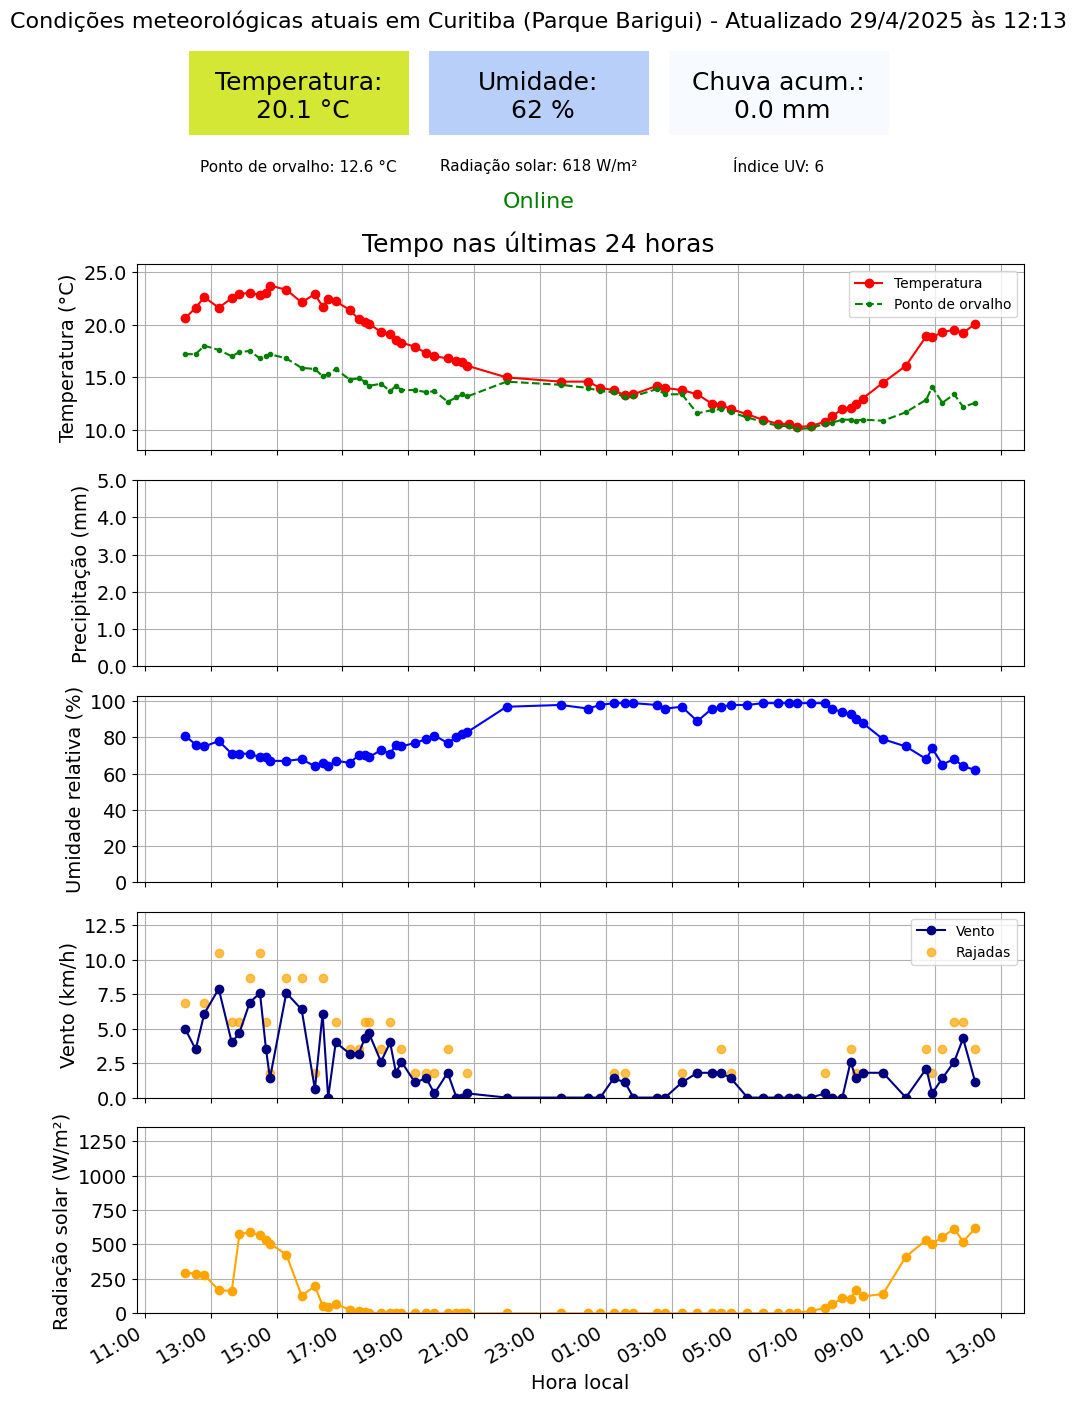 Condições meteorológicas atuais em Curitiba (Parque Barigui) - Atualizado 29/4/2025 às 12:13
Temperatura:
20.1 °C
Umidade:
62 %
Chuva acum.:
0.0 mm
Ponto de orvalho: 12.6 °C
Radiação solar: 618 W/m²
Índice UV: 6
Online
Tempo nas últimas 24 horas
Temperatura (°C)
25.0
20.0
15.0
10.0
Temperatura
Ponto de orvalho
Precipitação (mm)
5.0
4.0
3.0
2.0
1.0
0.0
Umidade relativa (%)
100
80
60
40
20
0
Vento (km/h)
12.5
10.0
7.5
5.0
2.5
0.0
Vento
Rajadas
Radiação solar (W/m²)
1250
1000
750
500
250
0
11:00
13:00
15:00
17:00
19:00
21:00
23:00
01:00
03:00
05:00
07:00
09:00
11:00
13:00
Hora local